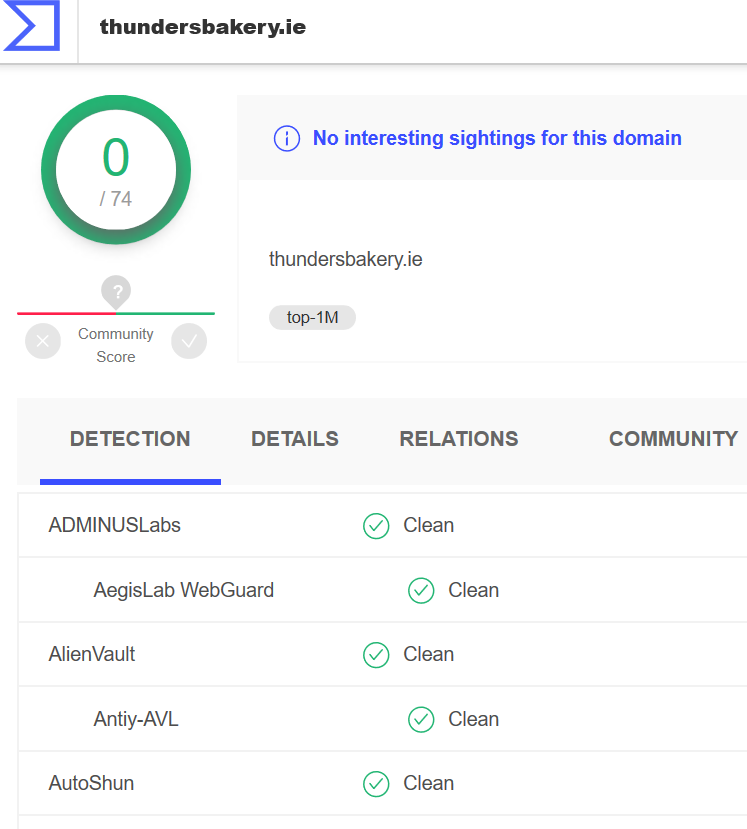 thundersbakery.ie
0
/ 74
No interesting sightings for this domain
thundersbakery.ie
top-1M
?
Community
Score
DETECTION DETAILS RELATIONS COMMUNITY
ADMINUSLabs Clean
AegisLab WebGuard Clean
AlienVault Clean
Antiy-AVL Clean
AutoShun Clean